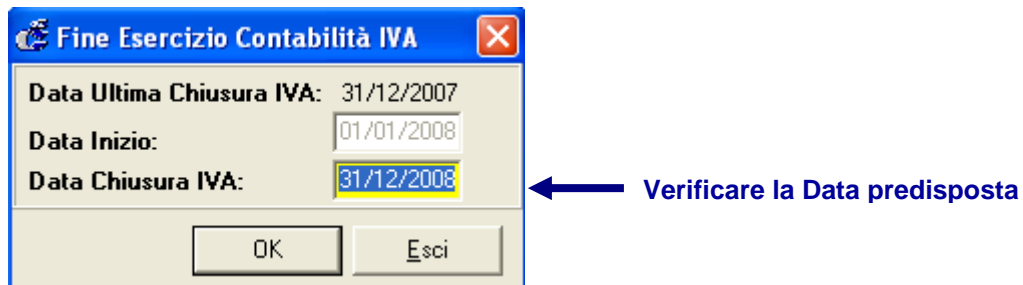 Fine Esercizio Contabilità IVA
Data Ultima Chiusura IVA: 31/12/2007
Data Inizio: 01/01/2008
Data Chiusura IVA: 31/12/2008
Verificare la Data predisposta
OK Esci